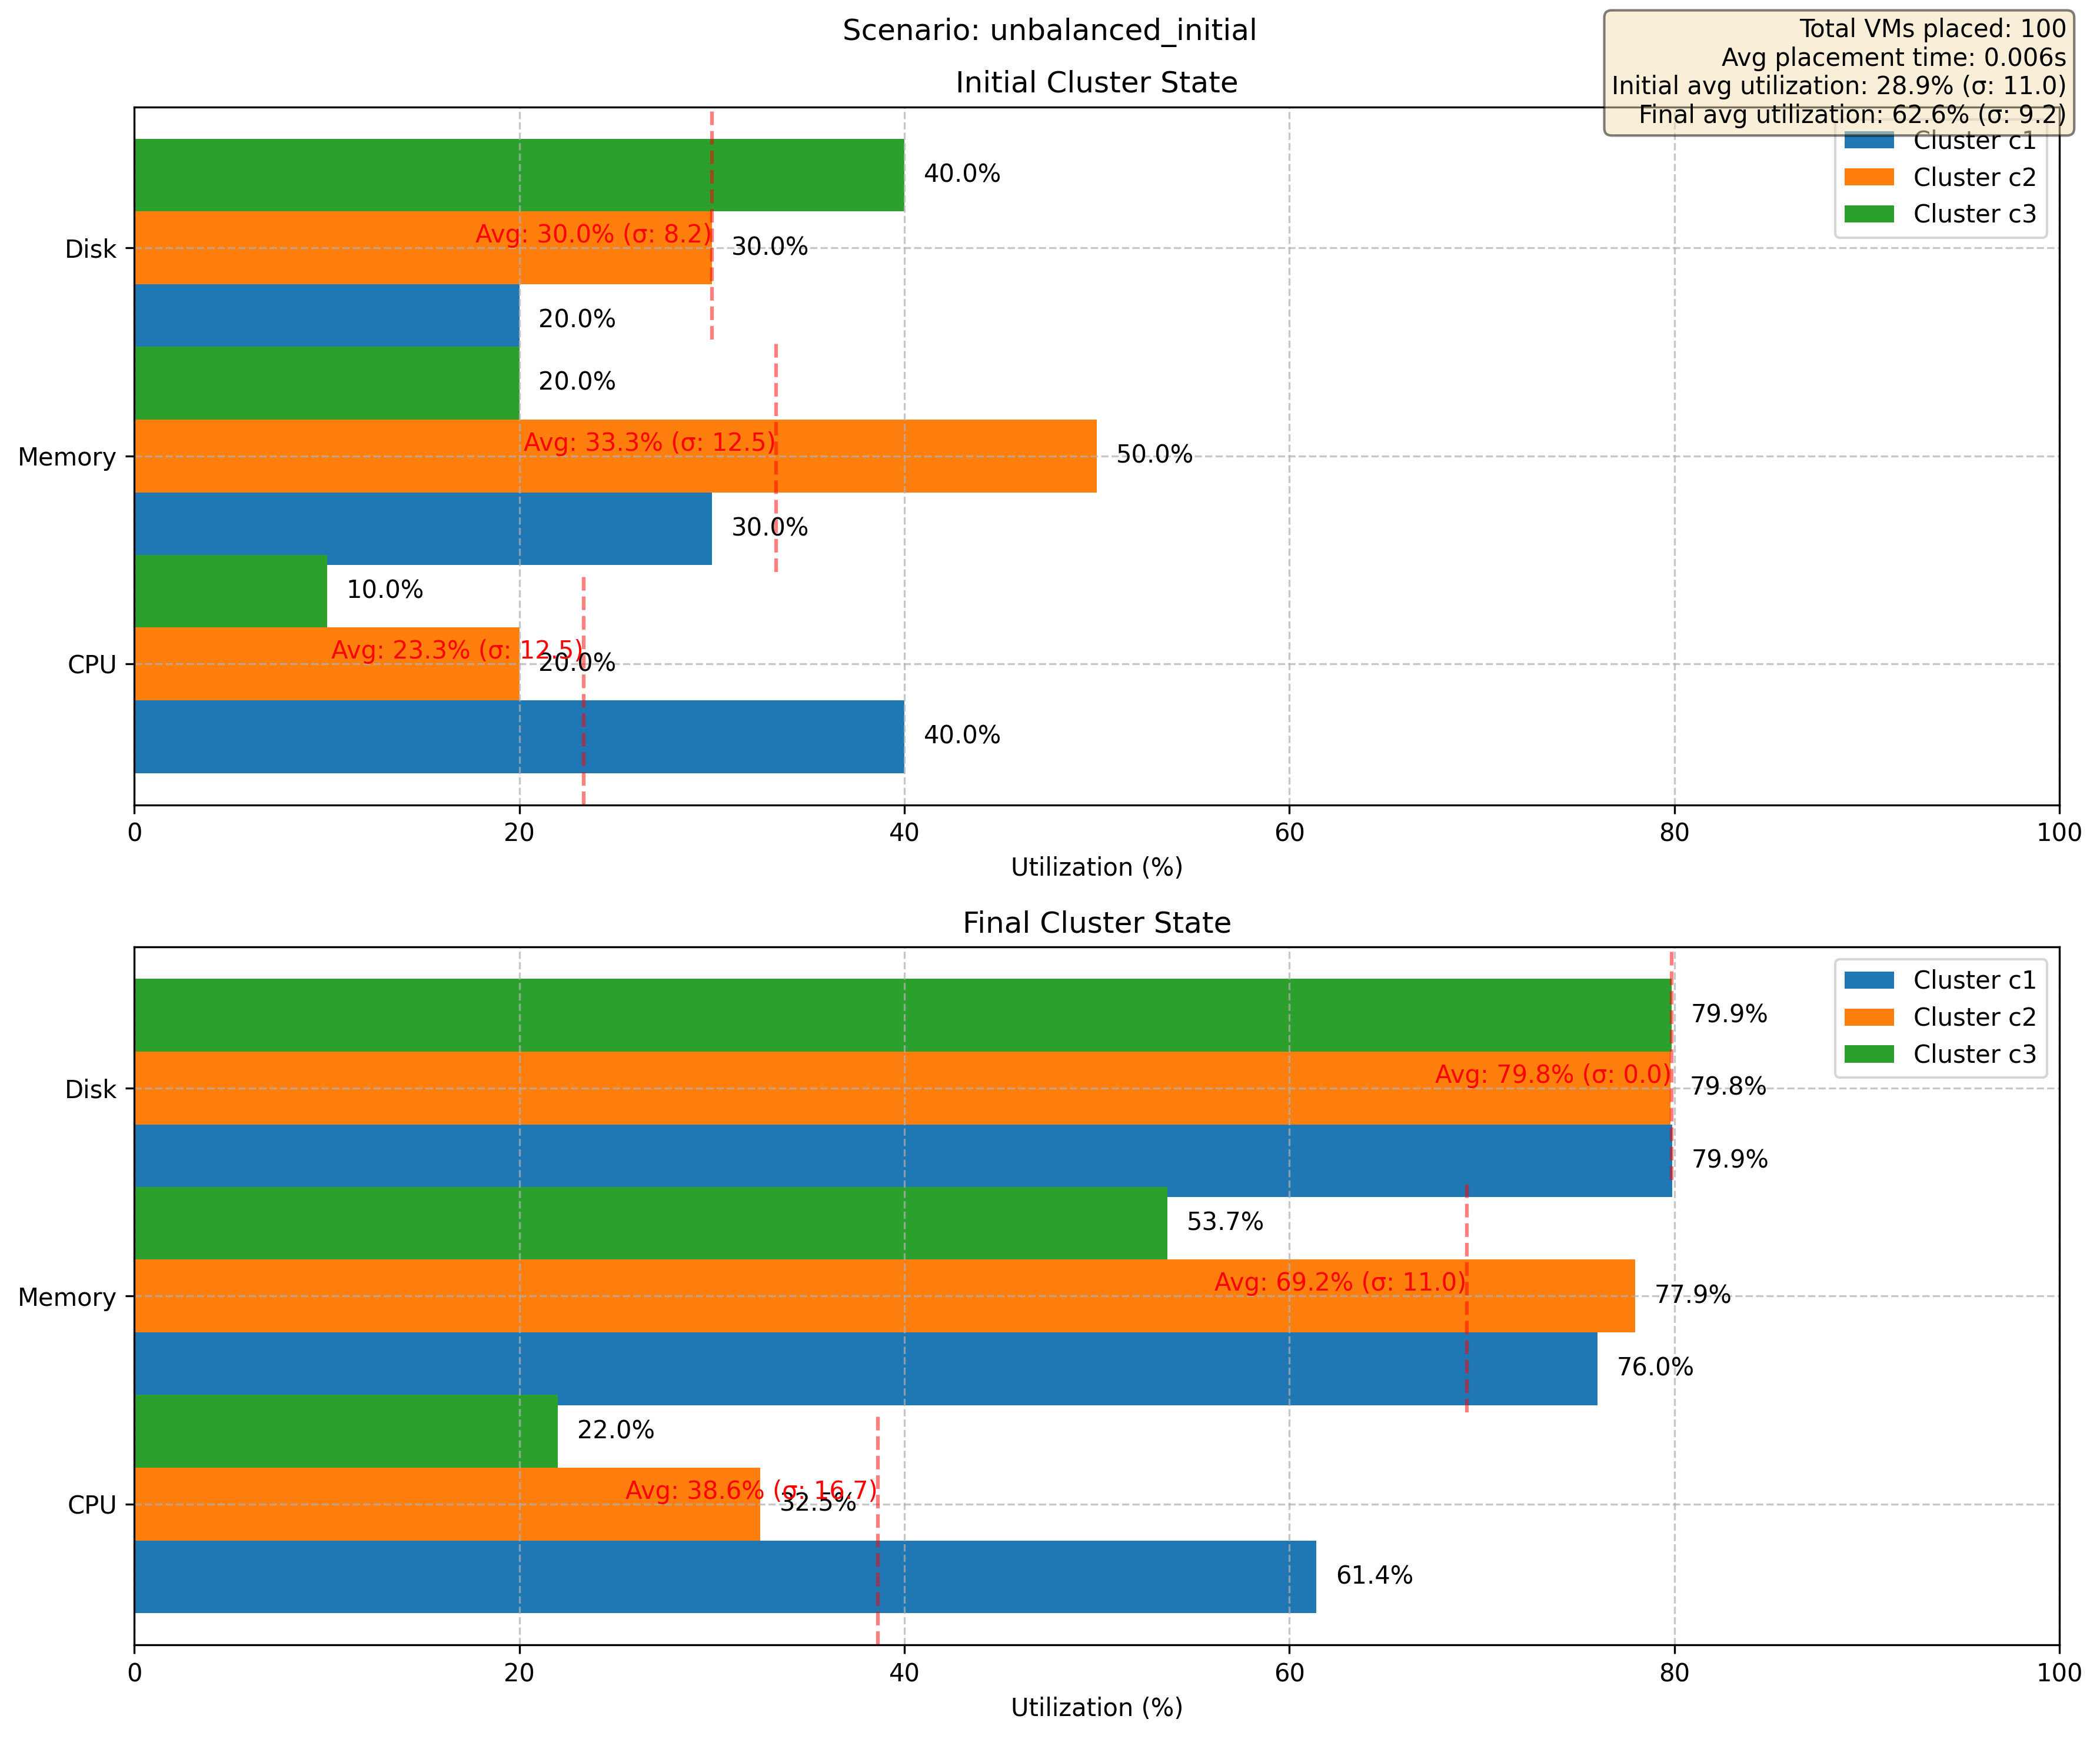 Scenario: unbalanced_initial
Total VMs placed: 100
Avg placement time: 0.006s
Initial avg utilization: 28.9% (σ: 11.0)
Final avg utilization: 62.6% (σ: 9.2)
Initial Cluster State
Cluster c1
Cluster c2
Cluster c3
40.0%
Disk
Avg: 30.0% (σ: 8.2)
30.0%
20.0%
20.0%
Memory
Avg: 33.3% (σ: 12.5)
50.0%
30.0%
10.0%
CPU
Avg: 23.3% (σ: 12.5)
20.0%
40.0%
0 20 40 60 80 100
Utilization (%)
Final Cluster State
Cluster c1
Cluster c2
Cluster c3
79.9%
Disk
Avg: 79.8% (σ: 0.0)
79.8%
79.9%
53.7%
Memory
Avg: 69.2% (σ: 11.0)
77.9%
76.0%
22.0%
CPU
Avg: 38.6% (σ: 16.7)
32.5%
61.4%
0 20 40 60 80 100
Utilization (%)